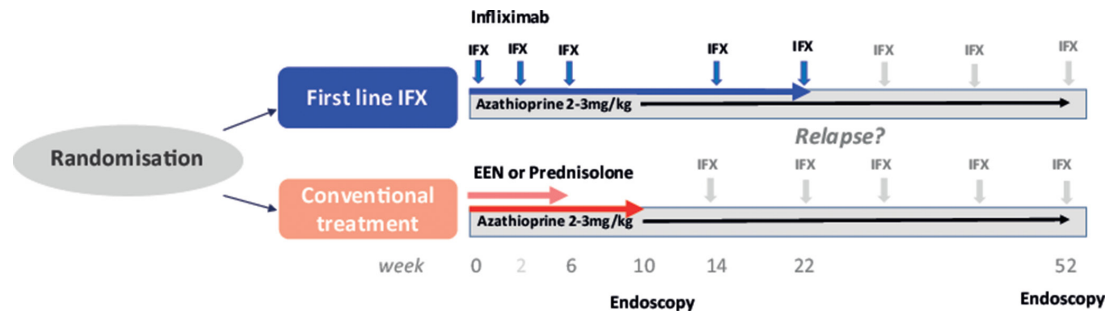 Infliximab
IFX IFX IFX IFX IFX IFX IFX IFX
First line IFX
Azathioprine 2-3mg/kg
Randomisation
Relapse?
EEN or Prednisolone
IFX IFX IFX IFX IFX
Conventional
treatment
Azathioprine 2-3mg/kg
week 0 2 6 10 14 22 52
Endoscopy Endoscopy